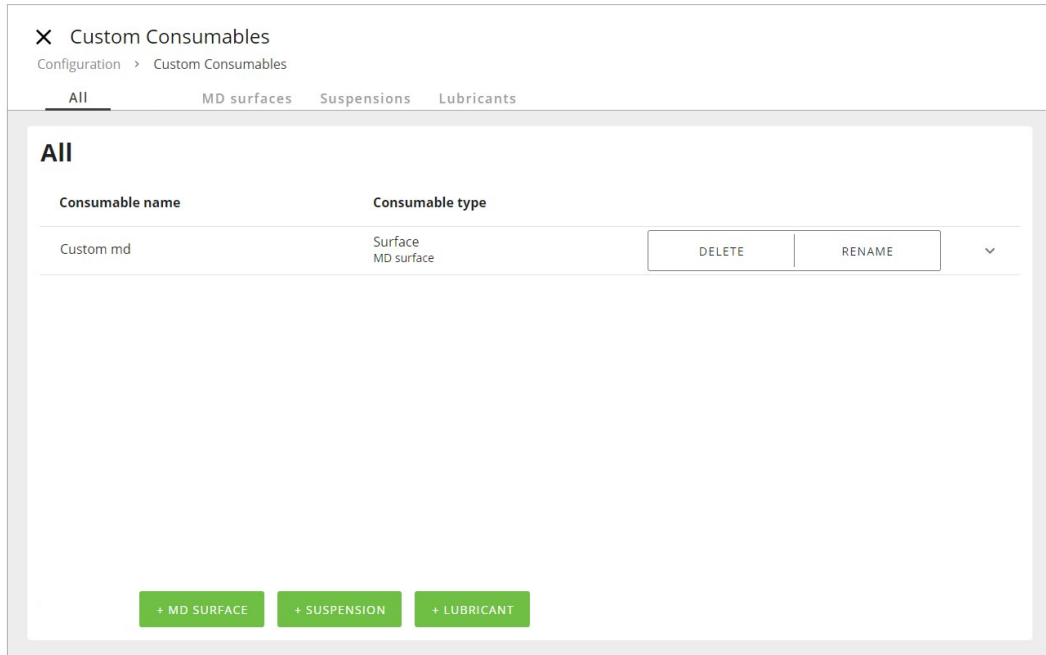 Custom Consumables
Configuration > Custom Consumables
All MD surfaces Suspensions Lubricants
All
Consumable name Consumable type
Custom md Surface DELETE RENAME
MD surface
+ MD SURFACE + SUSPENSION + LUBRICANT